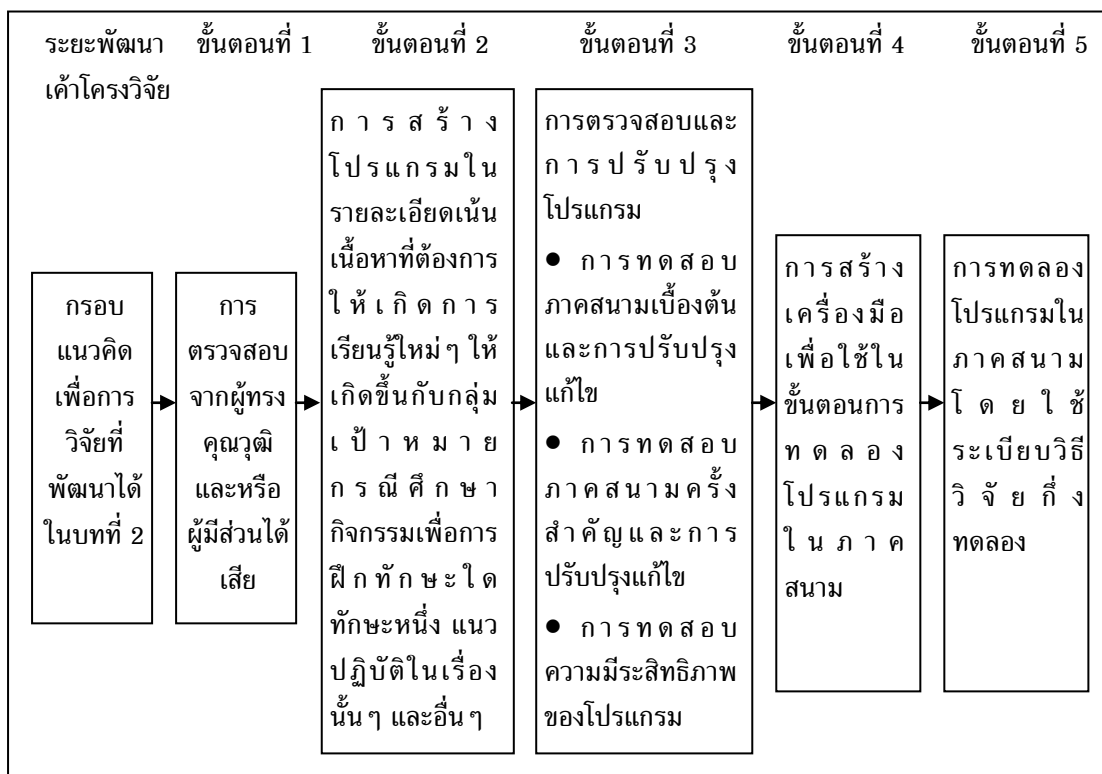 ระยะพัฒนา
เค้าโครงวิจัย
ขั้นตอนที่ 1
ขั้นตอนที่ 2
ขั้นตอนที่ 3
ขั้นตอนที่ 4
ขั้นตอนที่ 5
กรอบ
แนวคิด
เพื่อการ
วิจัยที่
พัฒนาได้
ในบทที่ 2
การ
ตรวจสอบ
จากผู้ทรง
คุณวุฒิ
และหรือ
ผู้มีส่วนได้
เสีย
การสร้าง
โปรแกรมใน
รายละเอียดเน้น
เนื้อหาที่ต้องการ
ให้เกิดการ
เรียนรู้ใหม่ๆ ให้
เกิดขึ้นกับกลุ่ม
เป้าหมาย
กรณีศึกษา
กิจกรรมเพื่อการ
ฝึกทักษะใด
ทักษะหนึ่ง แนว
ปฏิบัติในเรื่อง
นั้นๆ และอื่นๆ
การตรวจสอบและ
การปรับปรุง
โปรแกรม
● การทดสอบ
ภาคสนามเบื้องต้น
และการปรับปรุง
แก้ไข
● การทดสอบ
ภาคสนามครั้ง
สำคัญและการ
ปรับปรุงแก้ไข
● การทดสอบ
ความมีระสิทธิภาพ
ของโปรแกรม
การสร้าง
เครื่องมือ
เพื่อใช้ใน
ขั้นตอนการ
ทดลอง
โปรแกรม
ในภาค
สนาม
การทดลอง
โปรแกรมใน
ภาคสนาม
โดยใช้
ระเบียบวิธี
วิจัยกึ่ง
ทดลอง